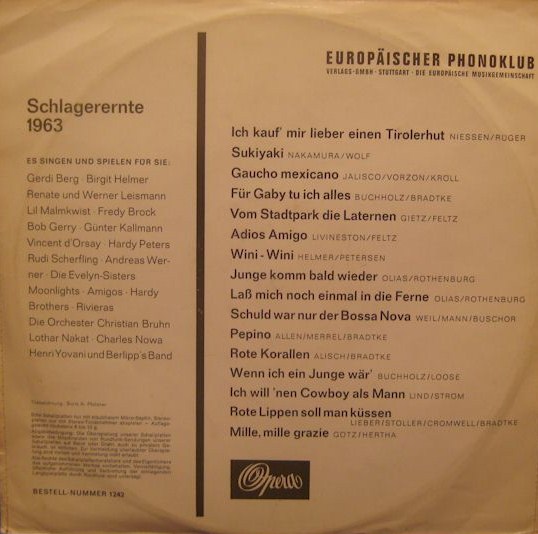 EUROPÄISCHER PHONOKLUB
VERLAGS-GMBH · STUTTGART · DIE EUROPÄISCHE MUSIKGEMEINSCHAFT
Schlagerernte
1963
ES SINGEN UND SPIELEN FÜR SIE:
Gerdi Berg · Birgit Helmer
Renate und Werner Leismann
Lil Malmkwist · Fredy Brock
Bob Gerry · Günter Kallmann
Vincent d'Orsay · Hardy Peters
Rudi Scherfling · Andreas Wer-
ner · Die Evelyn-Sisters
Moonlights · Amigos · Hardy
Brothers · Rivieras
Die Orchester Christian Bruhn
Lothar Nakat · Charles Nowa
Henri Yovani und Berlipp's Band
BESTELL-NUMMER 1242
Ich kauf' mir lieber einen Tirolerhut NIESSEN/RÜGER
Sukiyaki NAKAMURA/WOLF
Gaucho mexicano JALISCO/VORZON/KROLL
Für Gaby tu ich alles BUCHHOLZ/BRADTKE
Vom Stadtpark die Laternen GIETZ/FELTZ
Adios Amigo LIVINESTON/FELTZ
Wini-Wini HELMER/PETERSEN
Junge komm bald wieder OLIAS/ROTHENBURG
Laß mich noch einmal in die Ferne OLIAS/ROTHENBURG
Schuld war nur der Bossa Nova WEIL/MANN/BUSCHOR
Pepino ALLEN/MERREL/BRADTKE
Rote Korallen ALISCH/BRADTKE
Wenn ich ein Junge wär' BUCHHOLZ/LOOSE
Ich will 'nen Cowboy als Mann LIND/STROM
Rote Lippen soll man küssen
LIEBER/STOLLER/CROMWELL/BRADTKE
Mille, mille grazie GÖTZ/HERTHA
Opera